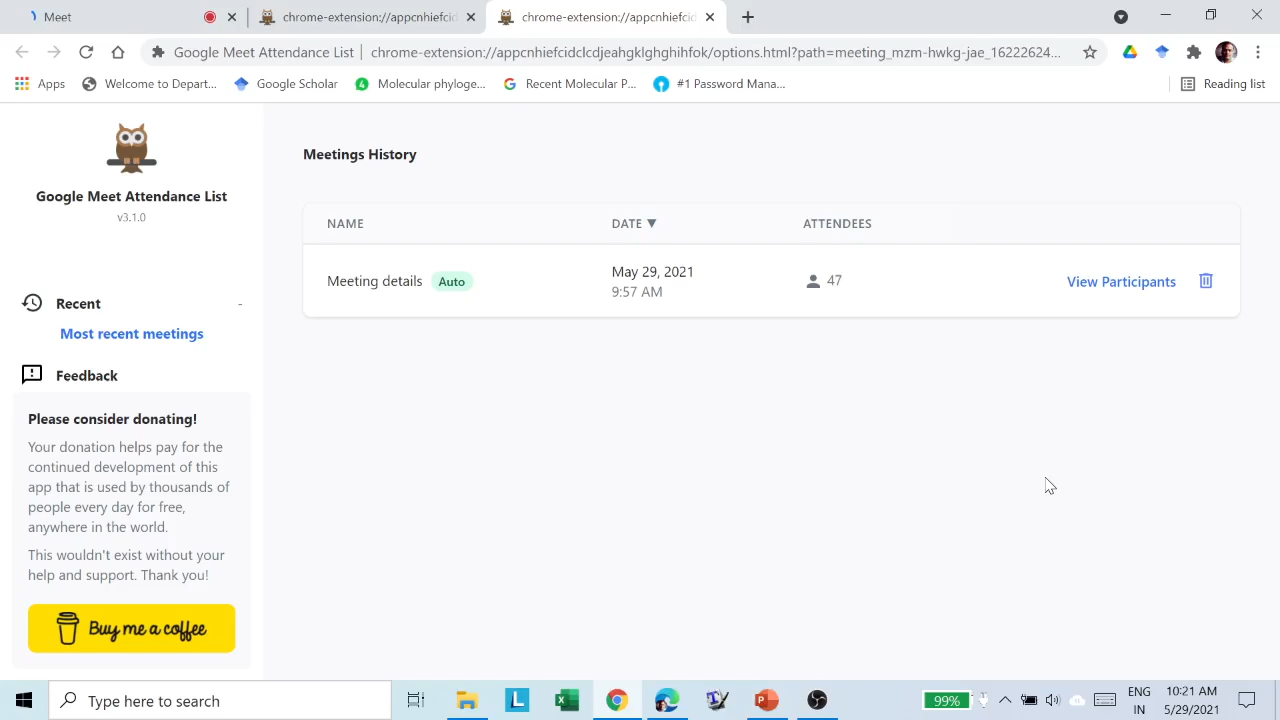 Meet
chrome-extension://appcnhiefcid
chrome-extension://appcnhiefcid
Google Meet Attendance List | chrome-extension://appcnhiefcidclcdjeahgklghghihfok/options.html?path=meeting_mzm-hwkg-jae_16222624...
Apps
Welcome to Depart...
Google Scholar
Molecular phyloge...
Recent Molecular P...
#1 Password Mana...
Reading list
Google Meet Attendance List
v3.1.0
Recent
-
Most recent meetings
Feedback
Please consider donating!
Your donation helps pay for the
continued development of this
app that is used by thousands of
people every day for free,
anywhere in the world.
This wouldn't exist without your
help and support. Thank you!
Buy me a coffee
Meetings History
NAME
DATE ▼
ATTENDEES
Meeting details
Auto
May 29, 2021
9:57 AM
47
View Participants
Type here to search
99%
ENG
IN
10:21 AM
5/29/2021